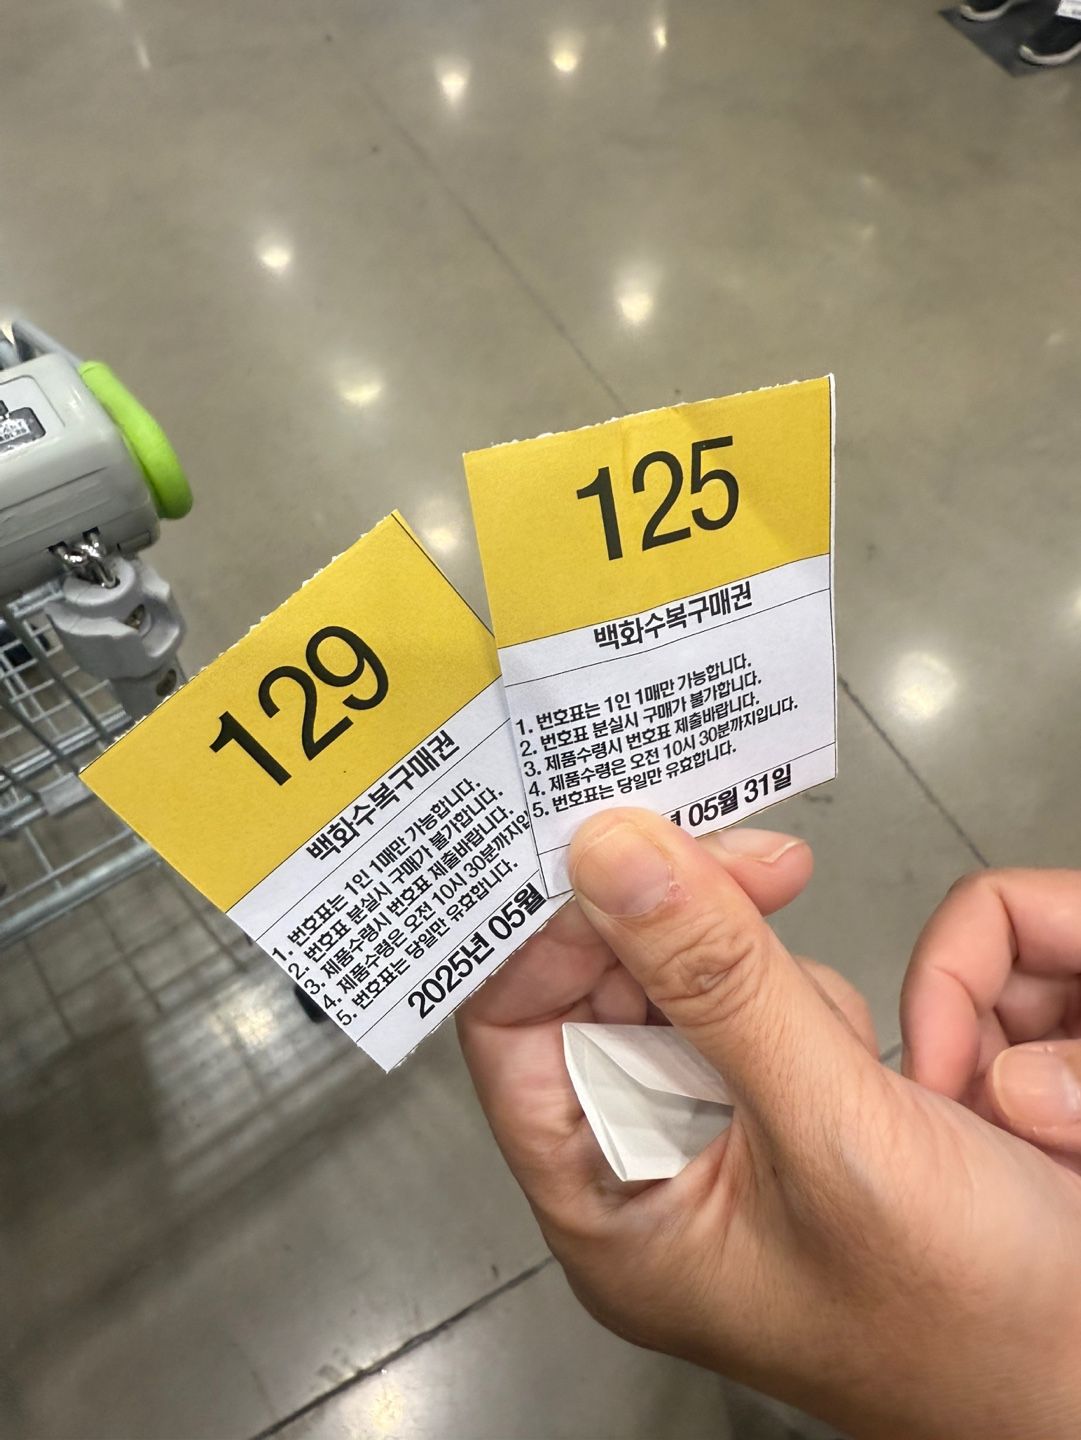 129
백화수복구매권
1. 번호표는 1인 1매만 가능합니다.
2. 번호표 분실시 구매가 불가합니다.
3. 제품수령시 번호표 제출바랍니다.
4. 제품수령은 오전 10시 30분까지입
5. 번호표는 당일만 유효합니다.
2025년 05월
125
백화수복구매권
1. 번호표는 1인 1매만 가능합니다.
2. 번호표 분실시 구매가 불가합니다.
3. 제품수령시 번호표 제출바랍니다.
4. 제품수령은 오전 10시 30분까지입니다.
5. 번호표는 당일만 유효합니다.
년 05월 31일